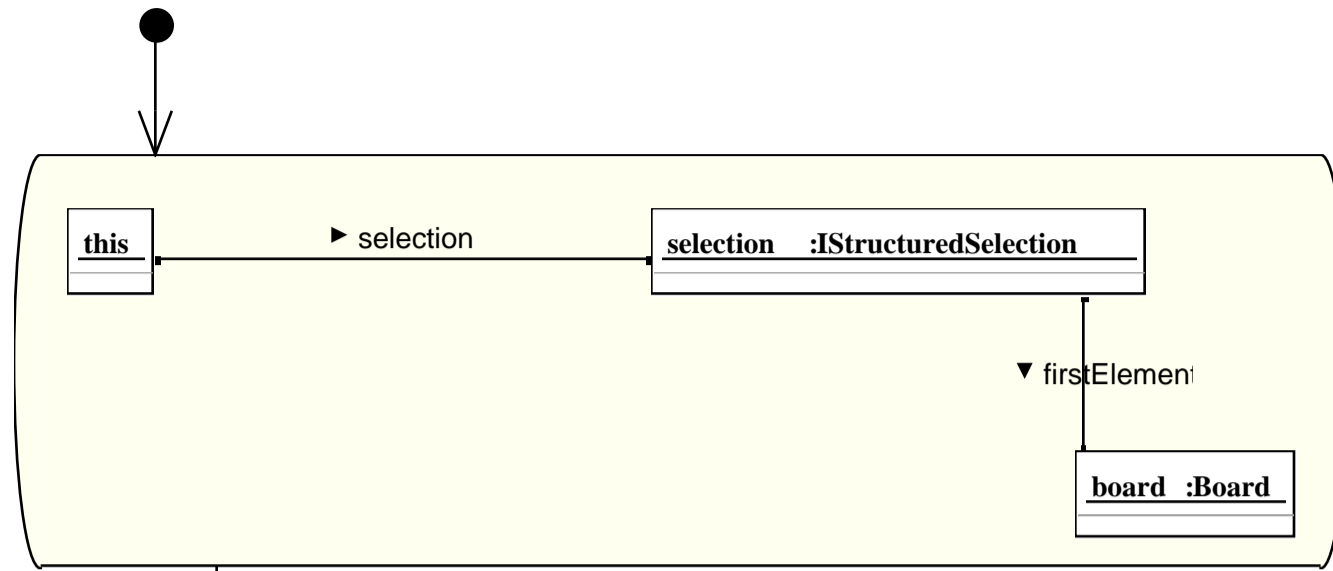 this
▶ selection
selection :IStructuredSelection
▼ firstElement
board :Board